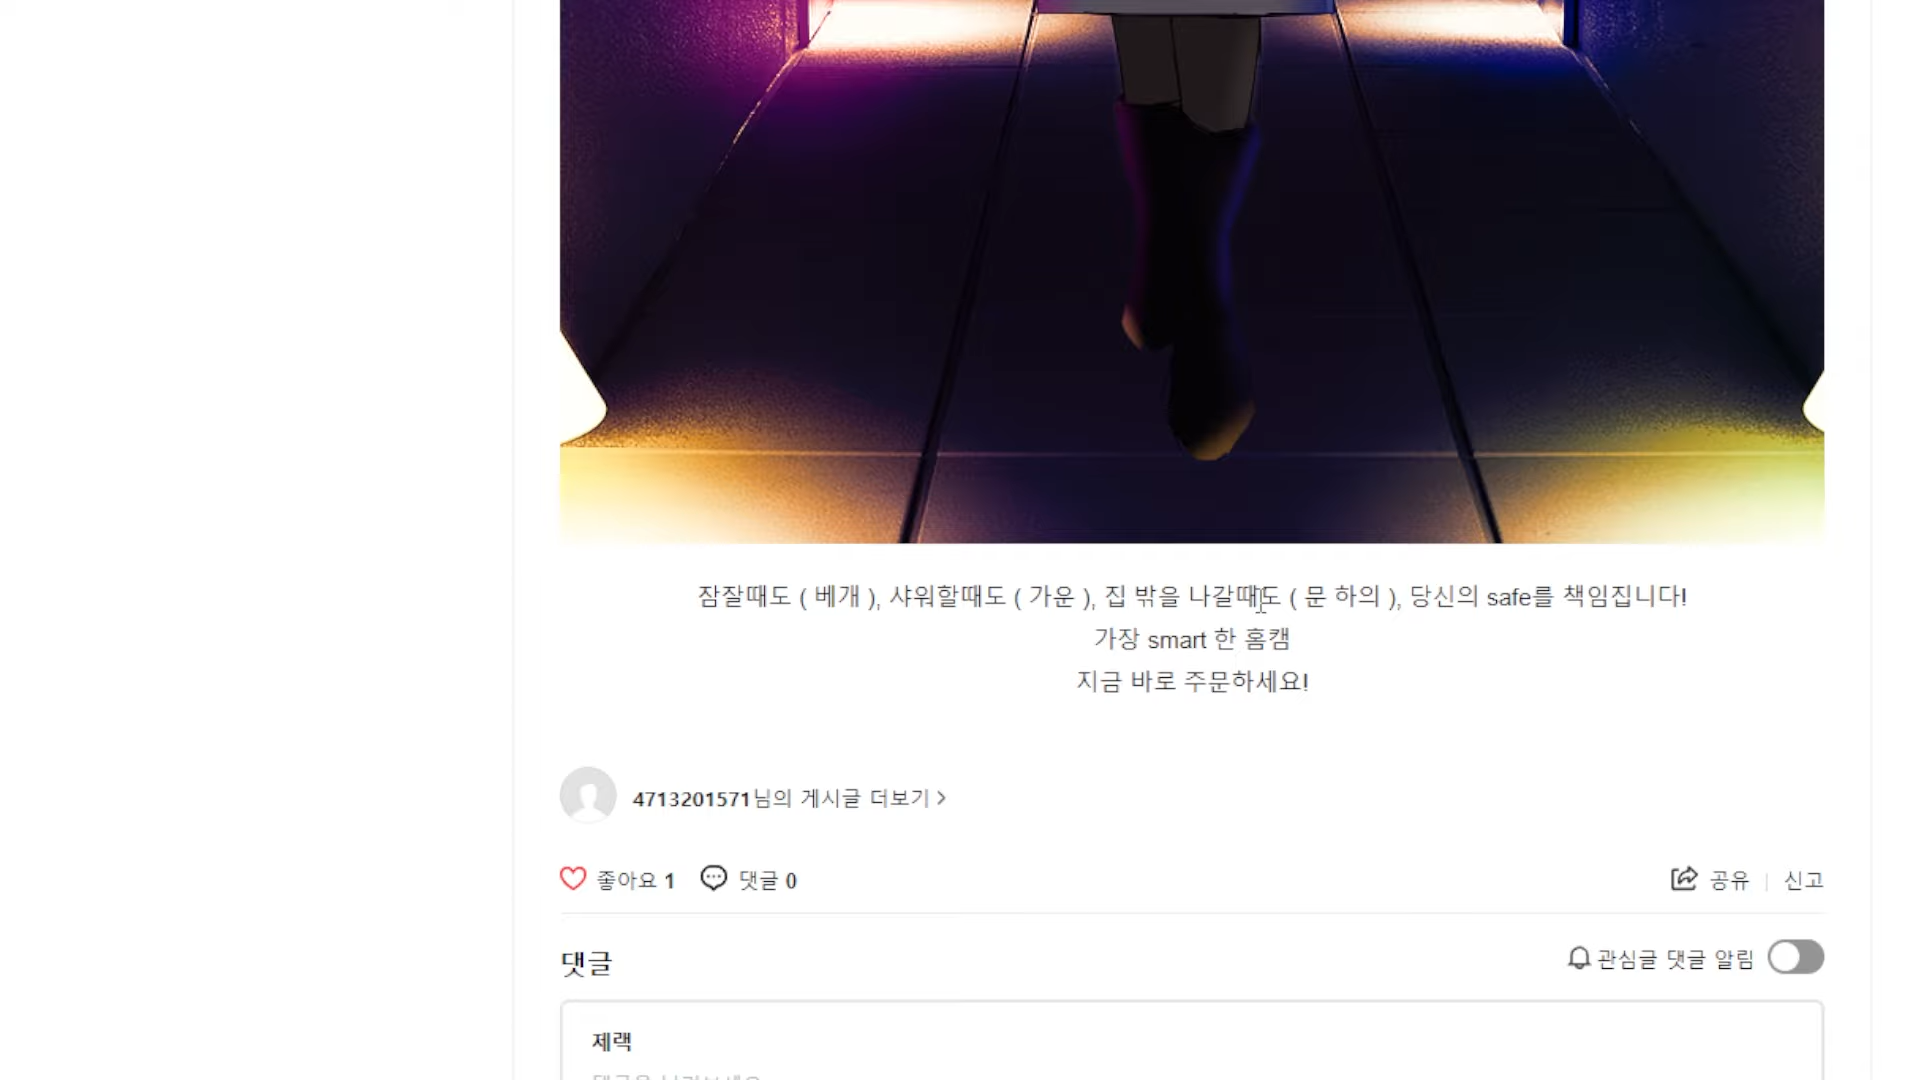 잠잘때도 ( 베개 ), 샤워할때도 ( 가운 ), 집 밖을 나갈때도 ( 문 하의 ), 당신의 safe를 책임집니다!
가장 smart 한 홈캠
지금 바로 주문하세요!
4713201571님의 게시글 더보기 >
좋아요 1 댓글 0 공유 | 신고
댓글 관심글 댓글 알림
제랙